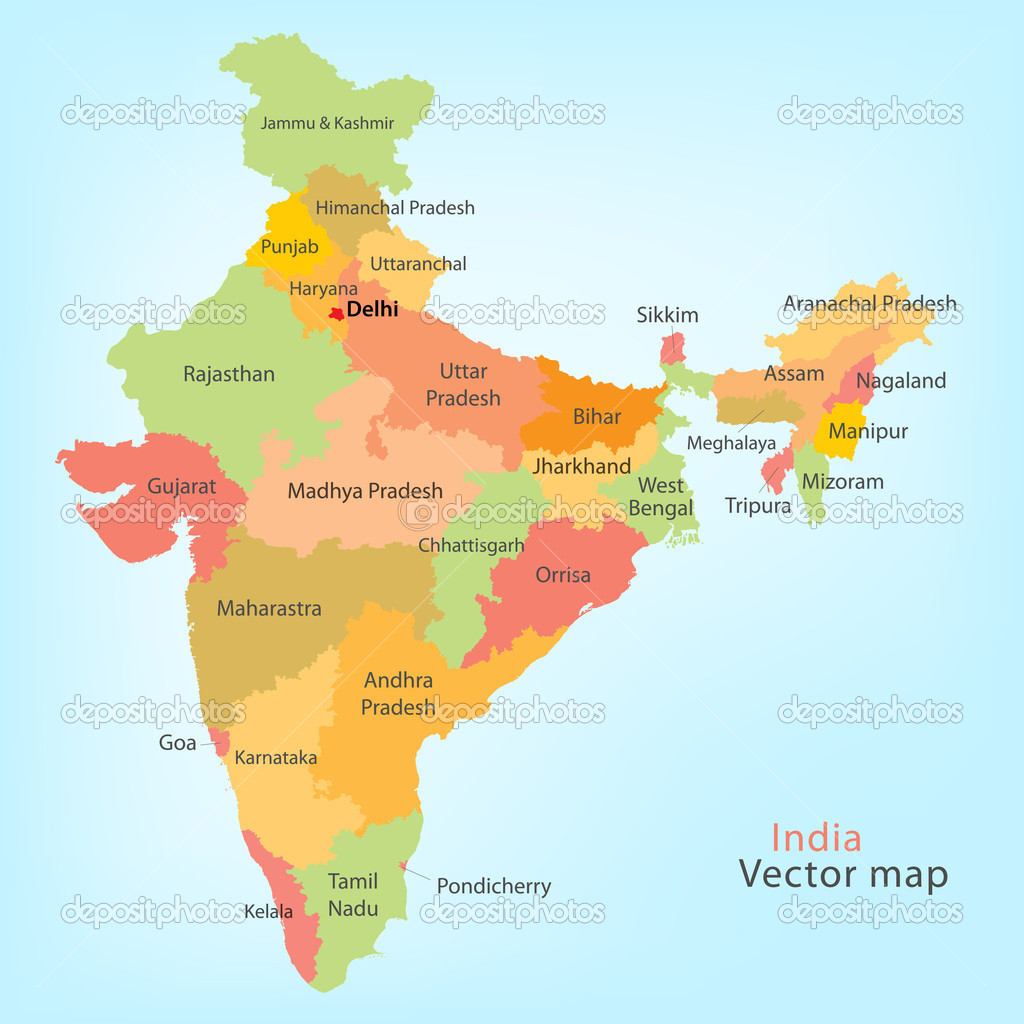 depositphotos depositphotos depositphotos
Jammu & Kashmir
Himanchal Pradesh
Punjab
Uttaranchal
Haryana
Delhi
depositphotos depositphotos depositphotos
Sikkim
Aranachal Pradesh
Rajasthan
Uttar
Pradesh
Bihar
Assam
Nagaland
Manipur
Meghalaya
Jharkhand
Gujarat
Madhya Pradesh
West
Bengal
Mizoram
Tripura
depositphotos depositphotos depositphotos
Chhattisgarh
Orrisa
Maharastra
Andhra
Pradesh
depositphotos depositphotos depositphotos
Goa
Karnataka
India
Vector map
Tamil
Nadu
Pondicherry
Kelala
depositphotos depositphotos depositphotos